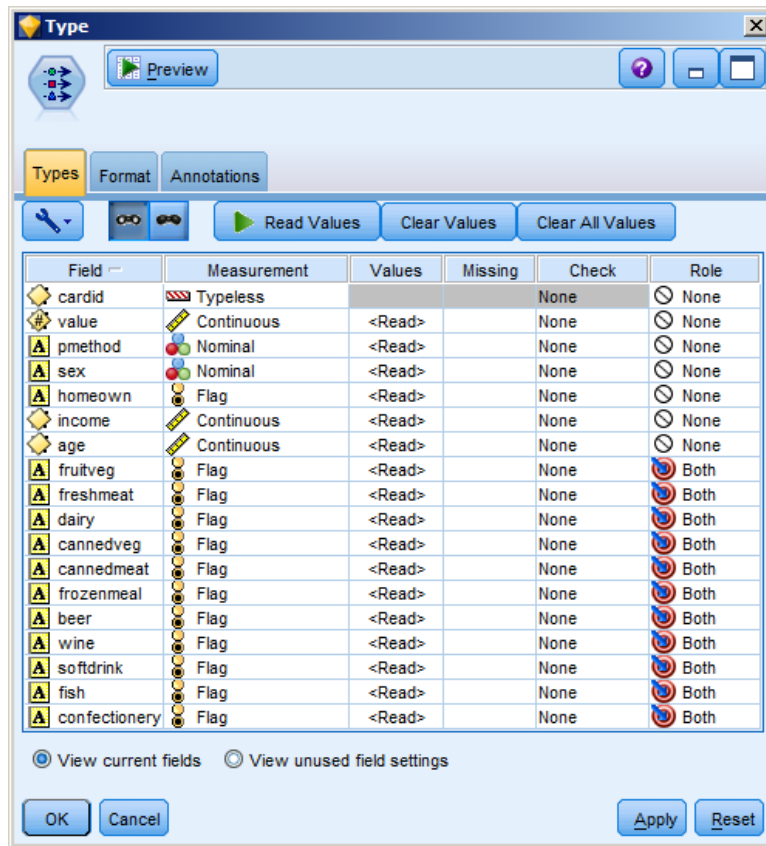 Type
Preview
Types Format Annotations
Read Values Clear Values Clear All Values
Field Measurement Values Missing Check Role
cardid Typeless None None
# value Continuous <Read> None None
A pmethod Nominal <Read> None None
A sex Nominal <Read> None None
A homeown Flag <Read> None None
income Continuous <Read> None None
age Continuous <Read> None None
A fruitveg Flag <Read> None Both
A freshmeat Flag <Read> None Both
A dairy Flag <Read> None Both
A cannedveg Flag <Read> None Both
A cannedmeat Flag <Read> None Both
A frozenmeal Flag <Read> None Both
A beer Flag <Read> None Both
A wine Flag <Read> None Both
A softdrink Flag <Read> None Both
A fish Flag <Read> None Both
A confectionery Flag <Read> None Both
View current fields View unused field settings
OK Cancel Apply Reset